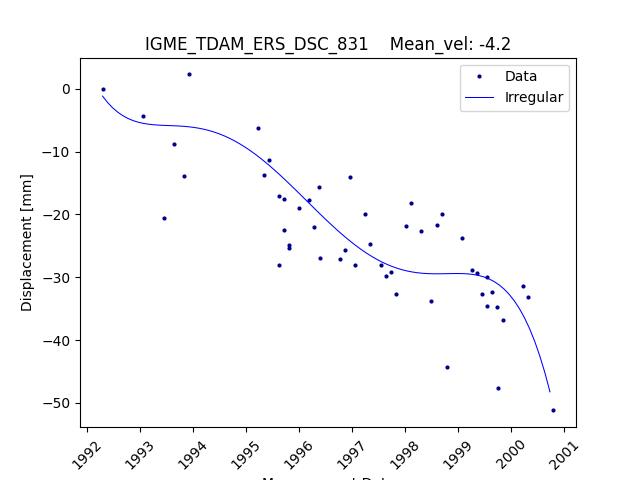 IGME_TDAM_ERS_DSC_831    Mean_vel: -4.2
Data
Irregular
Displacement [mm]
0
−10
−20
−30
−40
−50
1992 1993 1994 1995 1996 1997 1998 1999 2000 2001